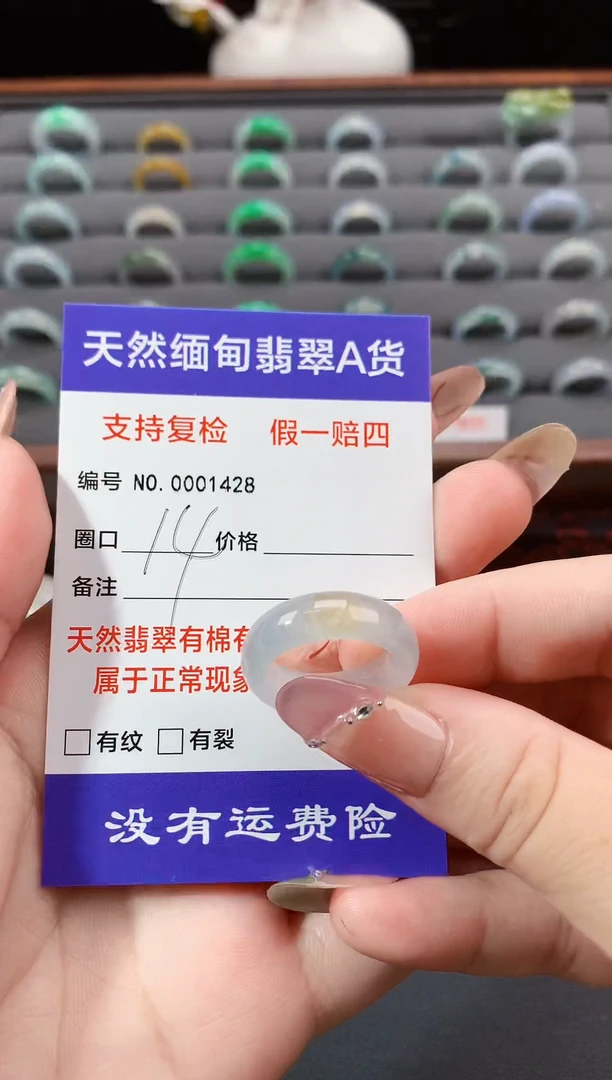 天然缅甸翡翠A货
支持复检 假一赔四
编号 NO.0001428
圈口 14 价格
备注
天然翡翠有棉有
属于正常现象
有纹 有裂
没有运费险